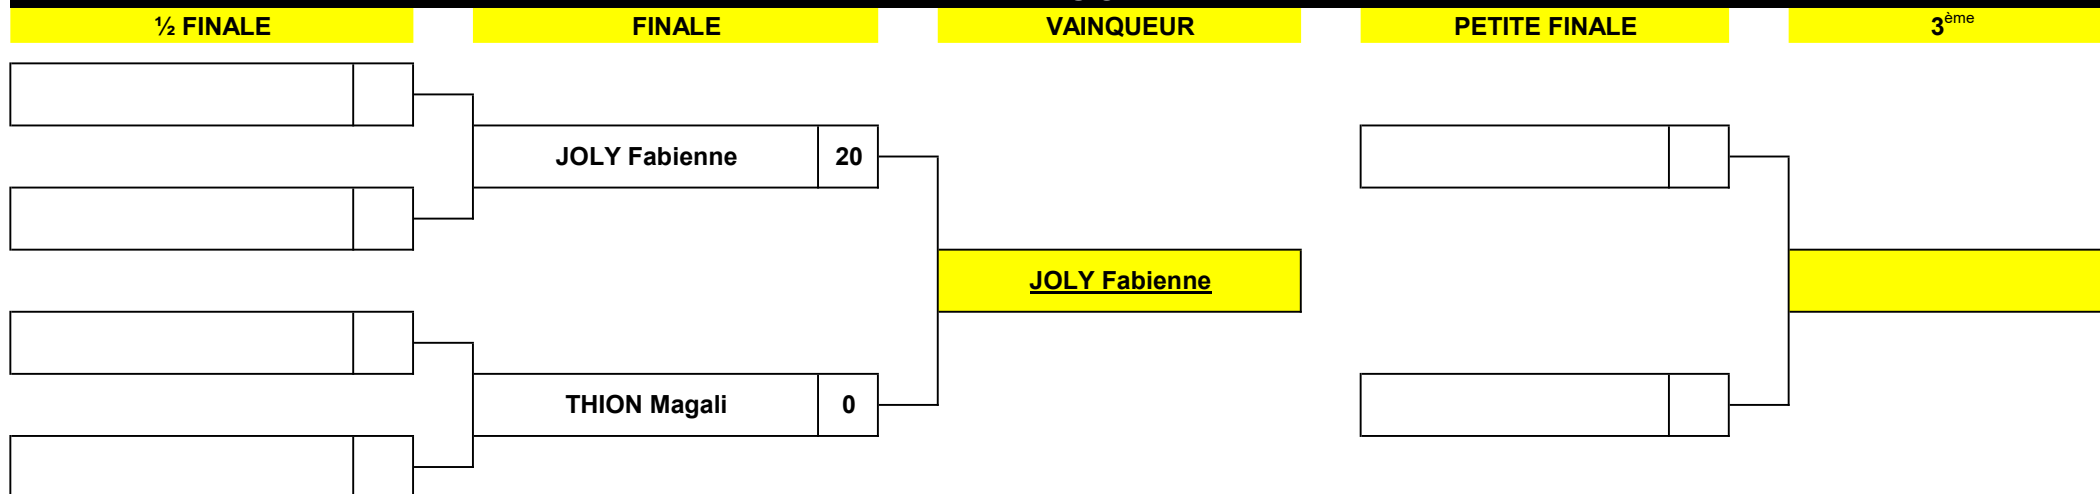 ½ FINALE FINALE VAINQUEUR PETITE FINALE 3ème
JOLY Fabienne 20
JOLY Fabienne
THION Magali 0